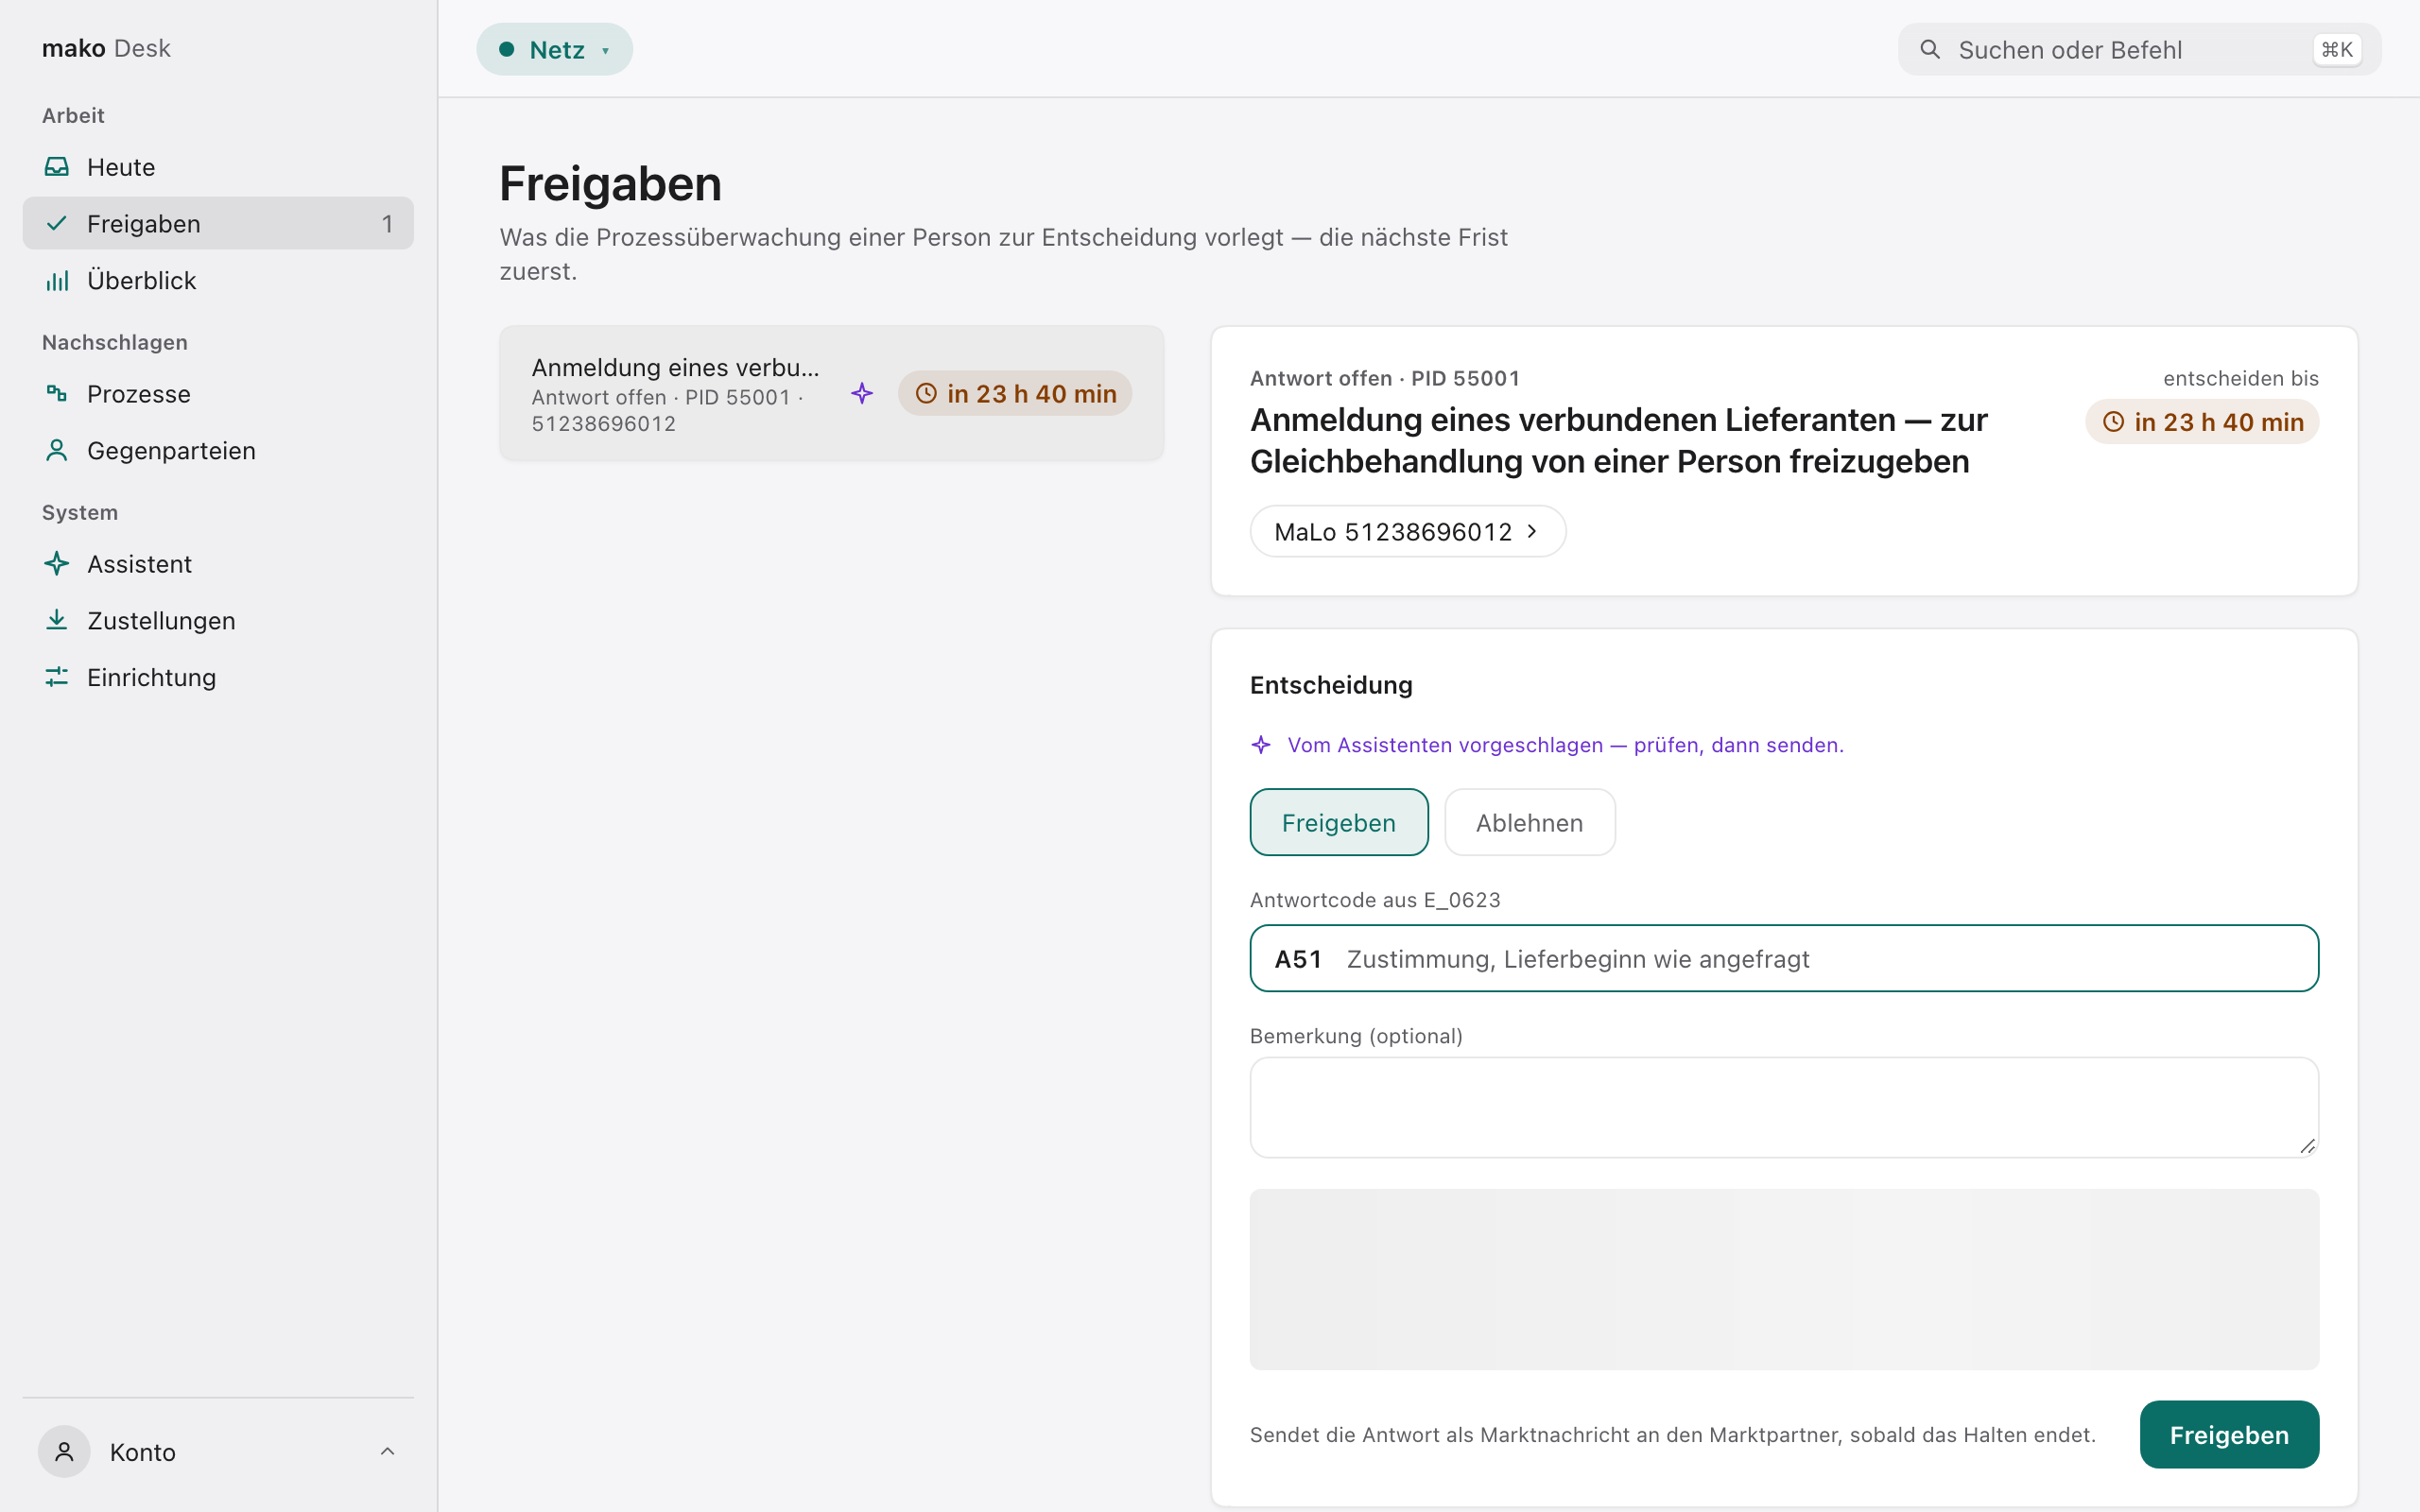 mako Desk
Arbeit
Heute
Freigaben 1
Überblick
Nachschlagen
Prozesse
Gegenparteien
System
Assistent
Zustellungen
Einrichtung
Konto
Netz
Suchen oder Befehl ⌘K
Freigaben
Was die Prozessüberwachung einer Person zur Entscheidung vorlegt — die nächste Frist
zuerst.
Anmeldung eines verbu...
Antwort offen · PID 55001 ·
51238696012
in 23 h 40 min
Antwort offen · PID 55001
entscheiden bis
Anmeldung eines verbundenen Lieferanten — zur
Gleichbehandlung von einer Person freizugeben
in 23 h 40 min
MaLo 51238696012
Entscheidung
Vom Assistenten vorgeschlagen — prüfen, dann senden.
Freigeben
Ablehnen
Antwortcode aus E_0623
A51 Zustimmung, Lieferbeginn wie angefragt
Bemerkung (optional)
Sendet die Antwort als Marktnachricht an den Marktpartner, sobald das Halten endet.
Freigeben